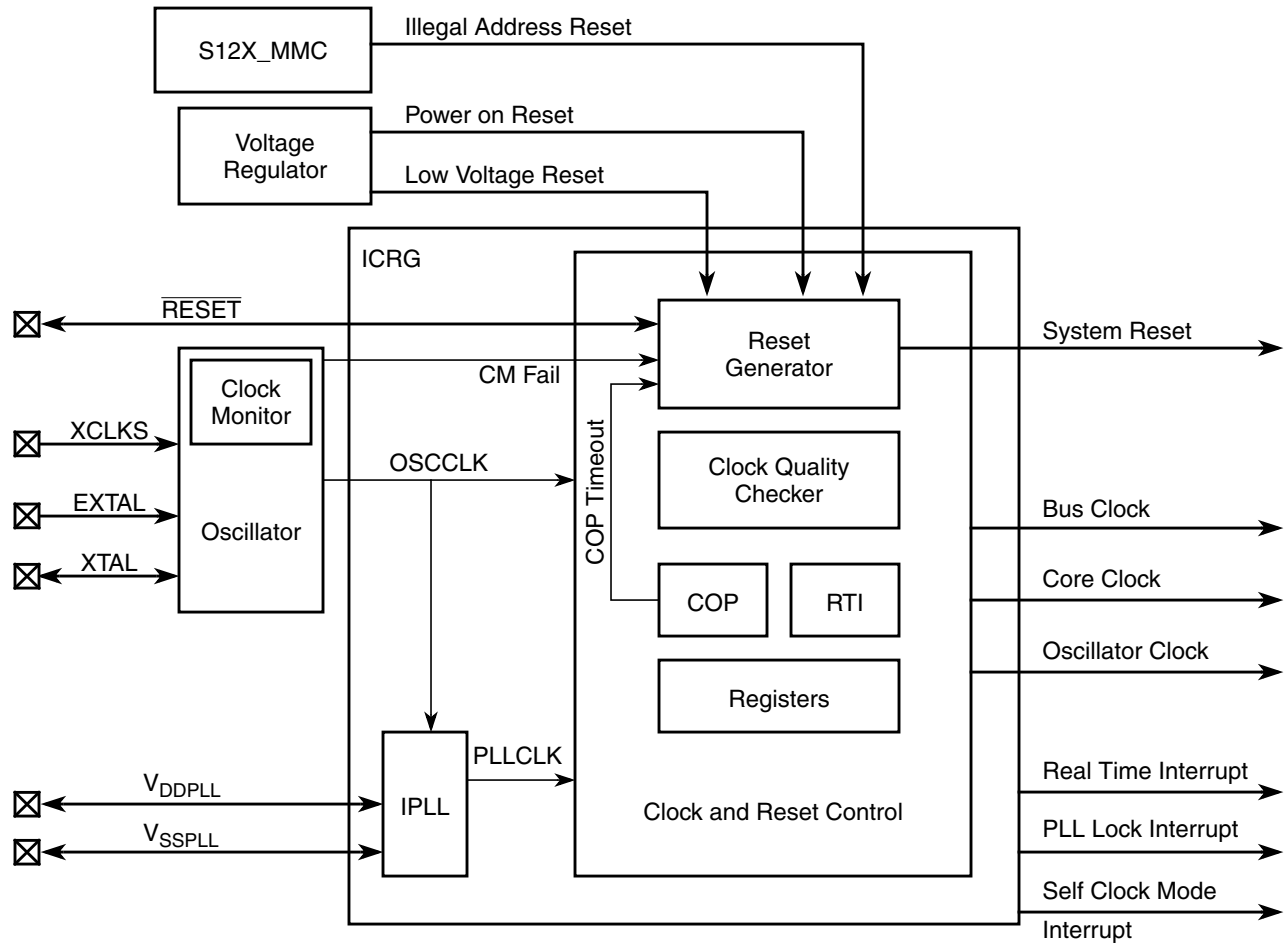 Illegal Address Reset
S12X_MMC
Power on Reset
Voltage
Regulator
Low Voltage Reset
ICRG
RESET
Reset
Generator
System Reset
CM Fail
Clock
Monitor
XCLKS
OSCCLK
COP Timeout
Clock Quality
Checker
EXTAL
Oscillator
Bus Clock
XTAL
COP
RTI
Core Clock
Oscillator Clock
Registers
PLLCLK
Real Time Interrupt
VDDPLL
IPLL
Clock and Reset Control
PLL Lock Interrupt
VSSPLL
Self Clock Mode
Interrupt